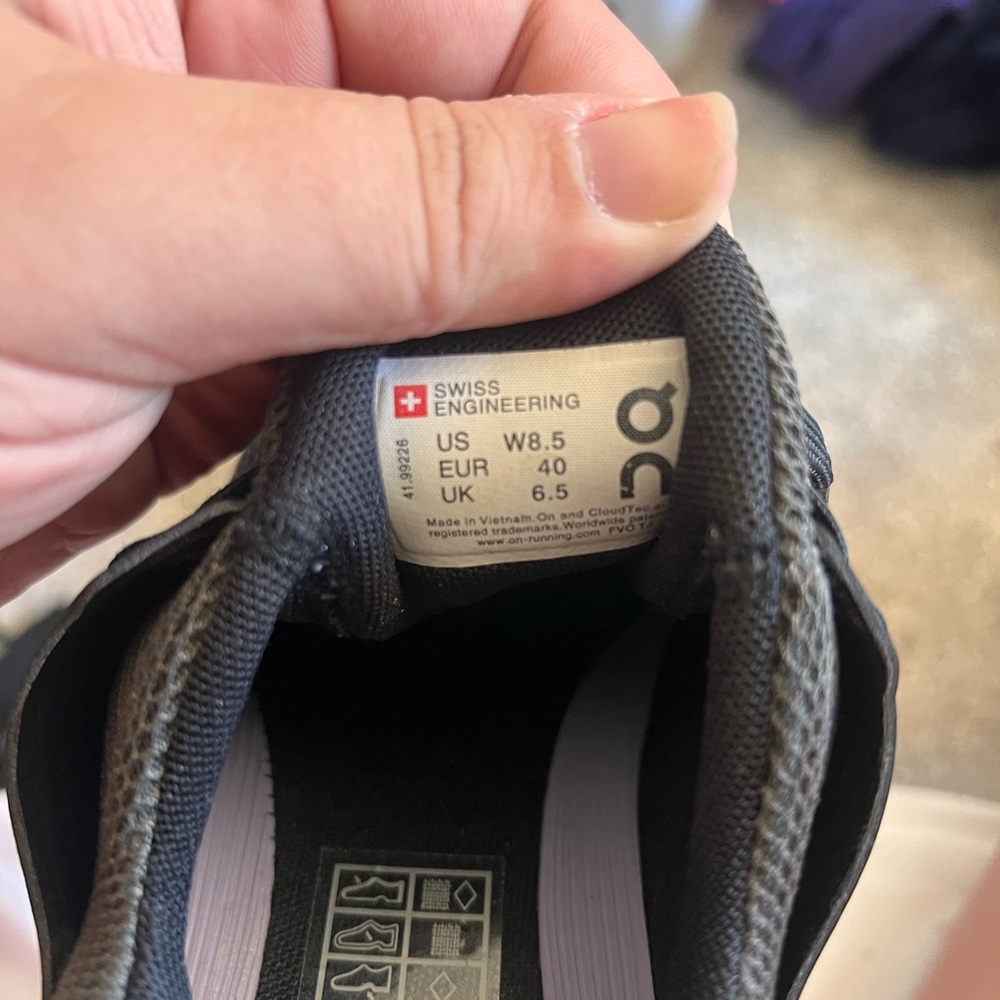 SWISS
ENGINEERING
US W8.5
EUR 40
UK 6.5
41.99226
Made in Vietnam.On and CloudTec
registered trademarks.Worldwide
www.on-running.com FVO